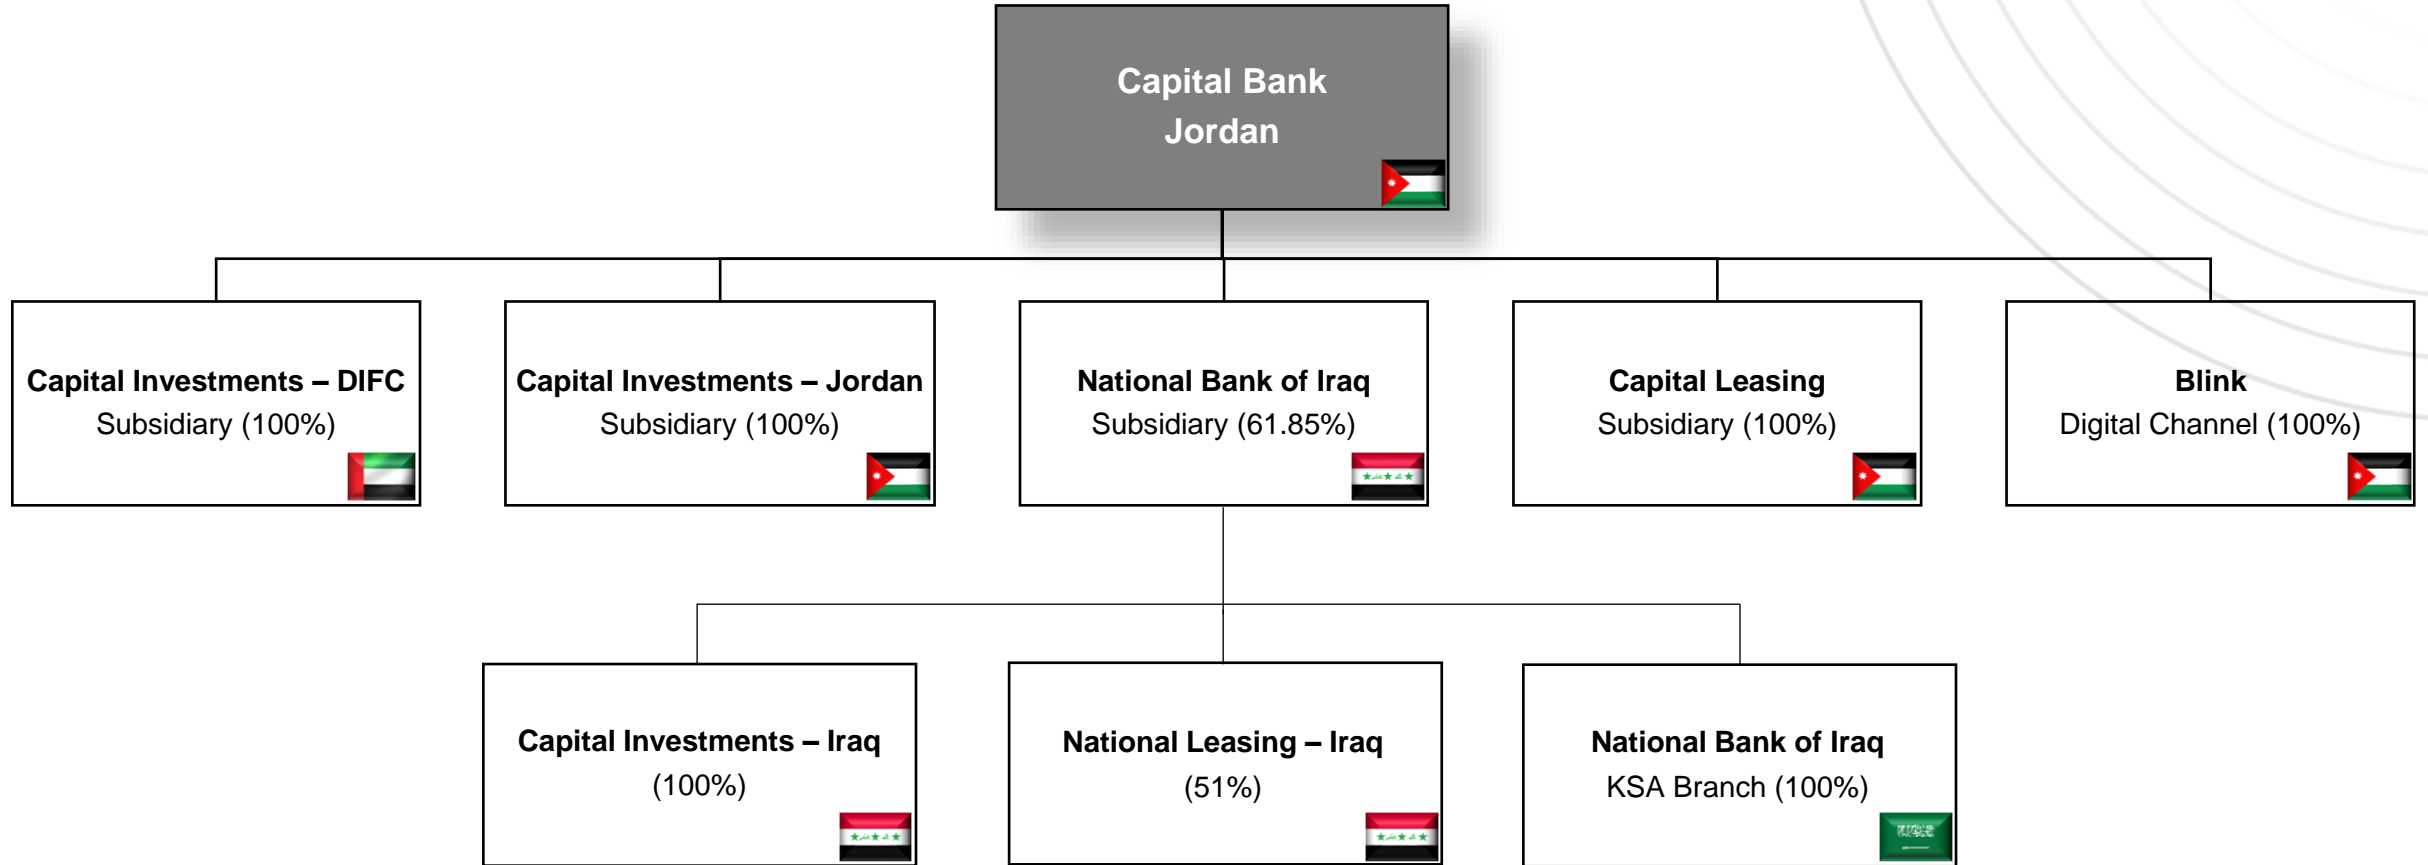 Capital Bank
Jordan
Capital Investments – DIFC
Subsidiary (100%)
Capital Investments – Jordan
Subsidiary (100%)
National Bank of Iraq
Subsidiary (61.85%)
Capital Leasing
Subsidiary (100%)
Blink
Digital Channel (100%)
Capital Investments – Iraq
(100%)
National Leasing – Iraq
(51%)
National Bank of Iraq
KSA Branch (100%)